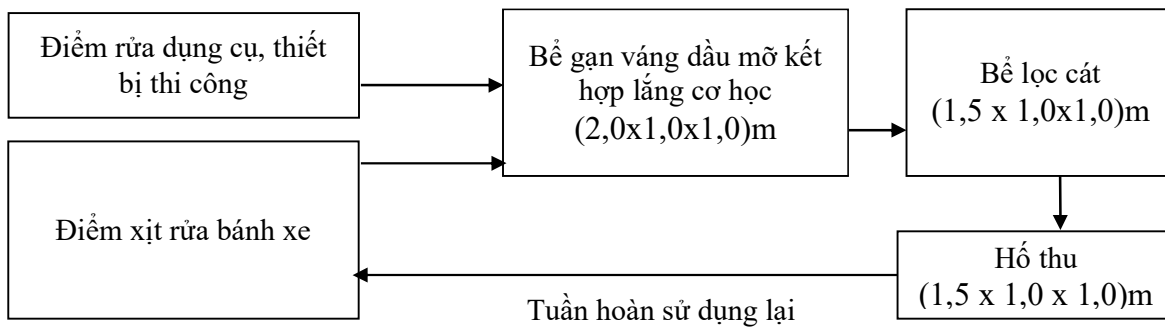 Điểm rửa dụng cụ, thiết
bị thi công
Bể gạn váng dầu mỡ kết
hợp lắng cơ học
(2,0x1,0x1,0)m
Bể lọc cát
(1,5 x 1,0x1,0)m
Điểm xịt rửa bánh xe
Hố thu
(1,5 x 1,0 x 1,0)m
Tuần hoàn sử dụng lại